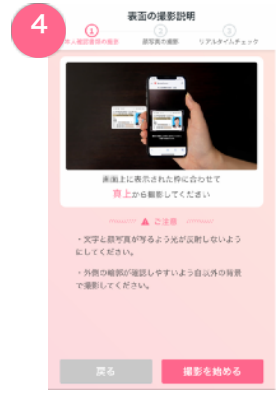 4
表面の撮影説明
1 2 3
本人確認書類の撮影 顔写真の撮影 リアルタイムチェック
画面上に表示された枠に合わせて
真上から撮影してください
ご注意
・文字と顔写真が写るよう光が反射しないよう
にしてください。
・外側の輪郭が確認しやすいよう白以外の背景
で撮影してください。
戻る 撮影を始める